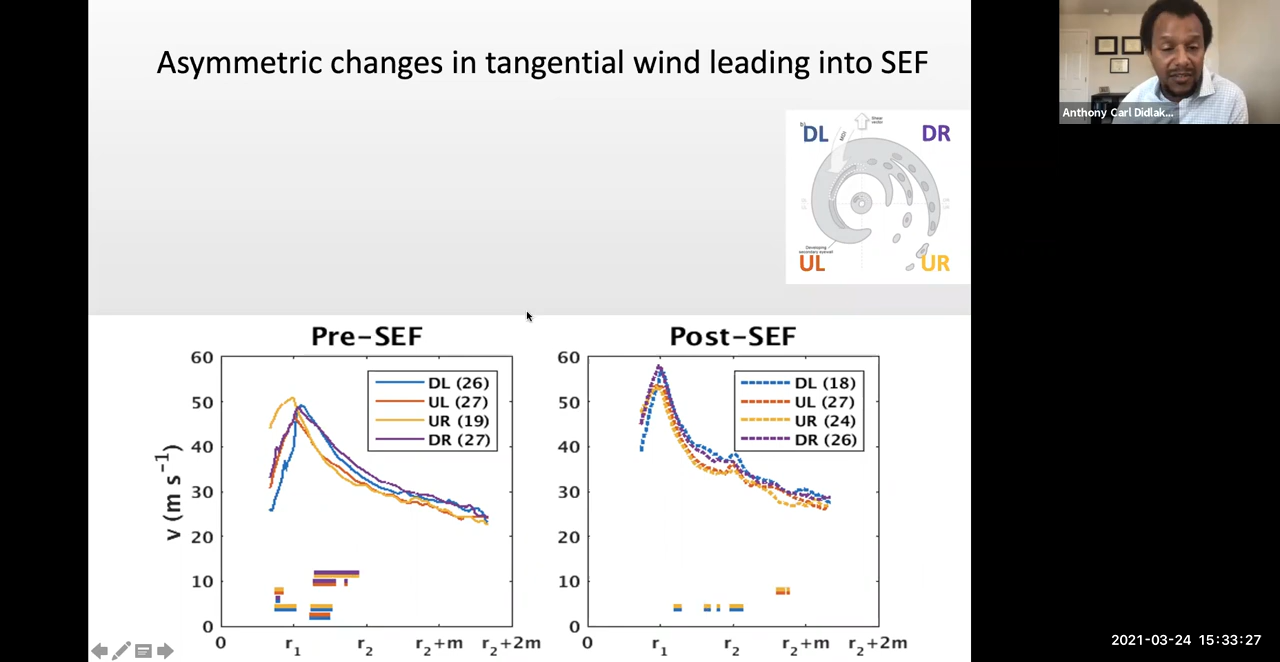 Asymmetric changes in tangential wind leading into SEF
Anthony Carl Didlak...
b)
DL
DR
Shear
vector
Developing
secondary eyewall
UL
UR
Pre-SEF
Post-SEF
DL (26)
UL (27)
UR (19)
DR (27)
DL (18)
UL (27)
UR (24)
DR (26)
v (m s⁻¹)
60
50
40
30
20
10
0
0 r₁ r₂ r₂+m r₂+2m
60
50
40
30
20
10
0
0 r₁ r₂ r₂+m r₂+2m
2021-03-24 15:33:27